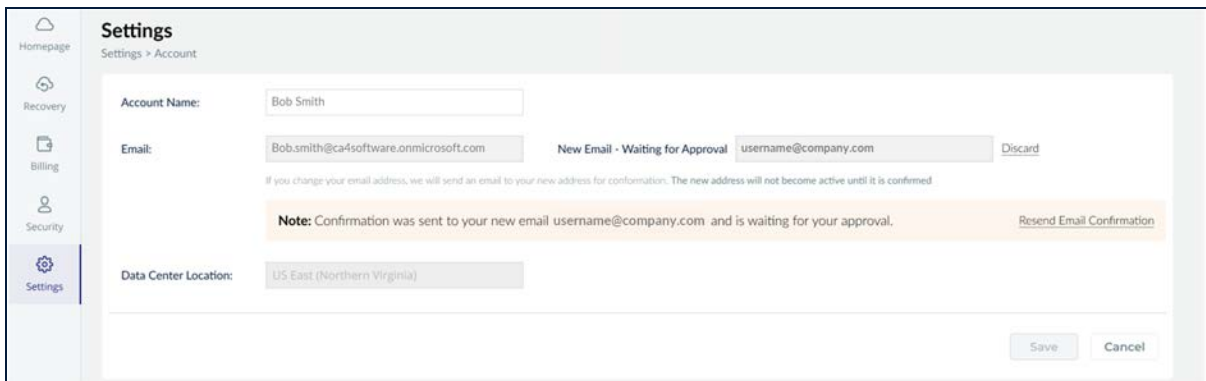 Homepage
Recovery
Billing
Security
Settings
Settings
Settings > Account
Account Name: Bob Smith
Email: Bob.smith@ca4software.onmicrosoft.com New Email - Waiting for Approval username@company.com Discard
If you change your email address, we will send an email to your new address for conformation. The new address will not become active until it is confirmed
Note: Confirmation was sent to your new email username@company.com and is waiting for your approval. Resend Email Confirmation
Data Center Location: US East (Northern Virginia)
Save Cancel